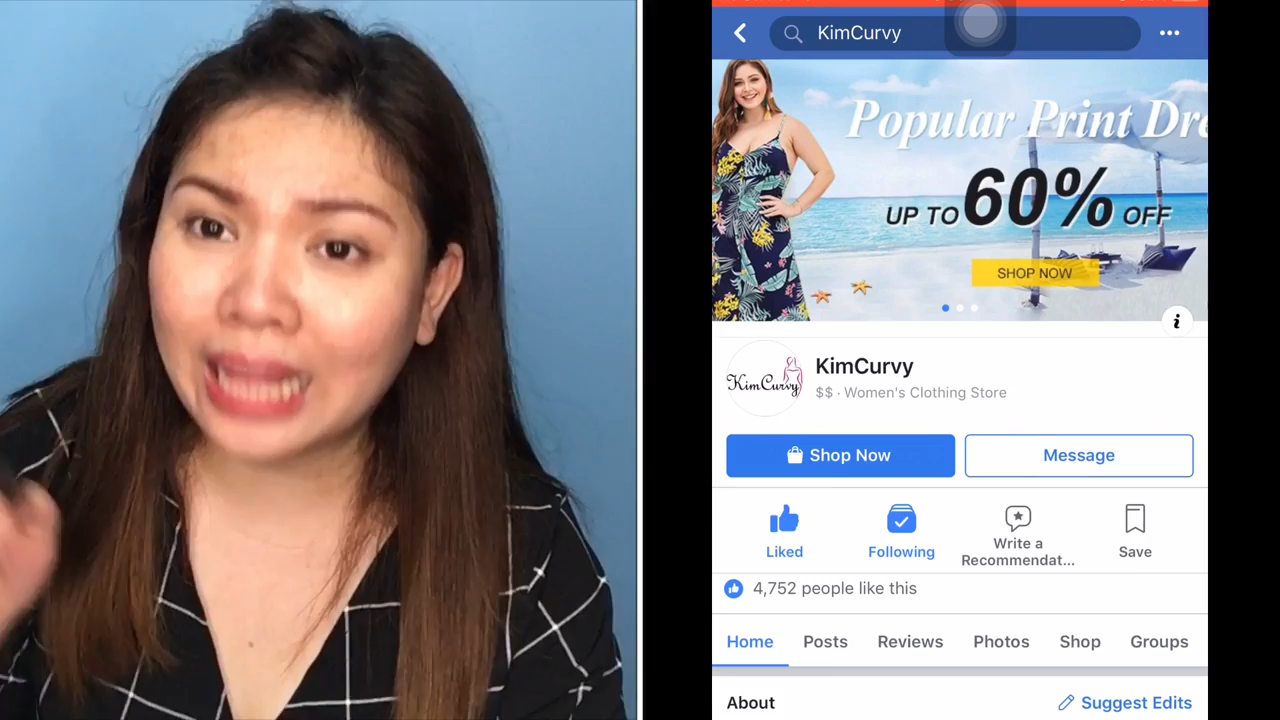 KimCurvy
Popular Print Dre
UP TO 60% OFF
SHOP NOW
i
KimCurvy
KimCurvy
$$ · Women's Clothing Store
Shop Now
Message
Liked
Following
Write a
Recommendat...
Save
4,752 people like this
Home
Posts
Reviews
Photos
Shop
Groups
About
Suggest Edits